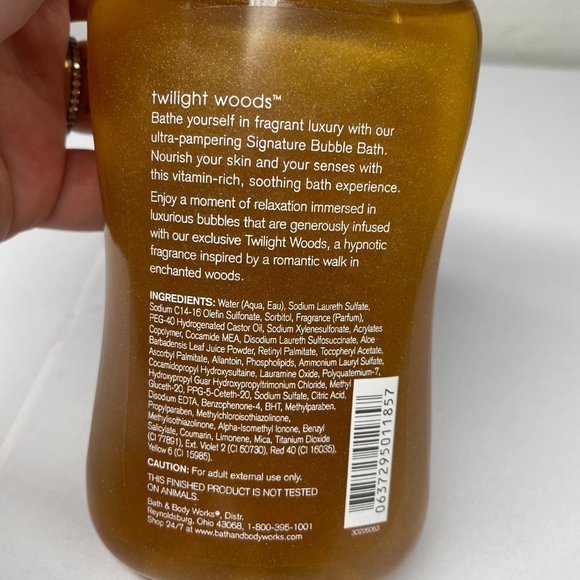 twilight woods™
Bathe yourself in fragrant luxury with our
ultra-pampering Signature Bubble Bath.
Nourish your skin and your senses with
this vitamin-rich, soothing bath experience.
Enjoy a moment of relaxation immersed in
luxurious bubbles that are generously infused
with our exclusive Twilight Woods, a hypnotic
fragrance inspired by a romantic walk in
enchanted woods.
INGREDIENTS: Water (Aqua, Eau), Sodium Laureth Sulfate,
Sodium C14-16 Olefin Sulfonate, Sorbitol, Fragrance (Parfum),
PEG-40 Hydrogenated Castor Oil, Sodium Xylenesulfonate, Acrylates
Copolymer, Cocamide MEA, Disodium Laureth Sulfosuccinate, Aloe
Barbadensis Leaf Juice Powder, Retinyl Palmitate, Tocopheryl Acetate,
Ascorbyl Palmitate, Allantoin, Phospholipids, Ammonium Lauryl Sulfate,
Cocamidopropyl Hydroxysultaine, Lauramine Oxide, Polyquaternium-7,
Hydroxypropyl Guar Hydroxypropyltrimonium Chloride, Methyl
Gluceth-20, PPG-5-Ceteth-20, Sodium Sulfate, Citric Acid,
Disodium EDTA, Benzophenone-4, BHT, Methylparaben,
Propylparaben, Methylchloroisothiazolinone,
Methylisothiazolinone, Alpha-Isomethyl Ionone, Benzyl
Salicylate, Coumarin, Limonene, Mica, Titanium Dioxide
(CI 77891), Ext. Violet 2 (CI 60730), Red 40 (CI 16035),
Yellow 6 (CI 15985).
CAUTION: For adult external use only.
THIS FINISHED PRODUCT IS NOT TESTED
ON ANIMALS.
Bath & Body Works®, Distr.
Reynoldsburg, Ohio 43068, 1-800-395-1001
Shop 24/7 at www.bathandbodyworks.com
0637295011857